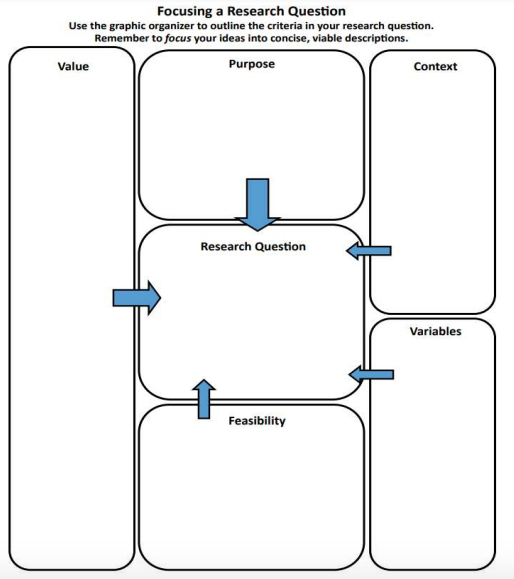 Focusing a Research Question
Use the graphic organizer to outline the criteria in your research question.
Remember to focus your ideas into concise, viable descriptions.
Value
Purpose
Context
Research Question
Variables
Feasibility